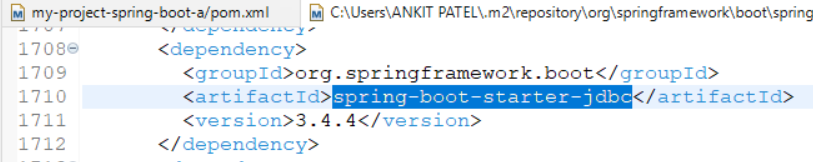 my-project-spring-boot-a/pom.xml
C:\Users\ANKIT PATEL\.m2\repository\org\springframework\boot\spring
1707 </dependency>
1708 <dependency>
1709 <groupId>org.springframework.boot</groupId>
1710 <artifactId>spring-boot-starter-jdbc</artifactId>
1711 <version>3.4.4</version>
1712 </dependency>